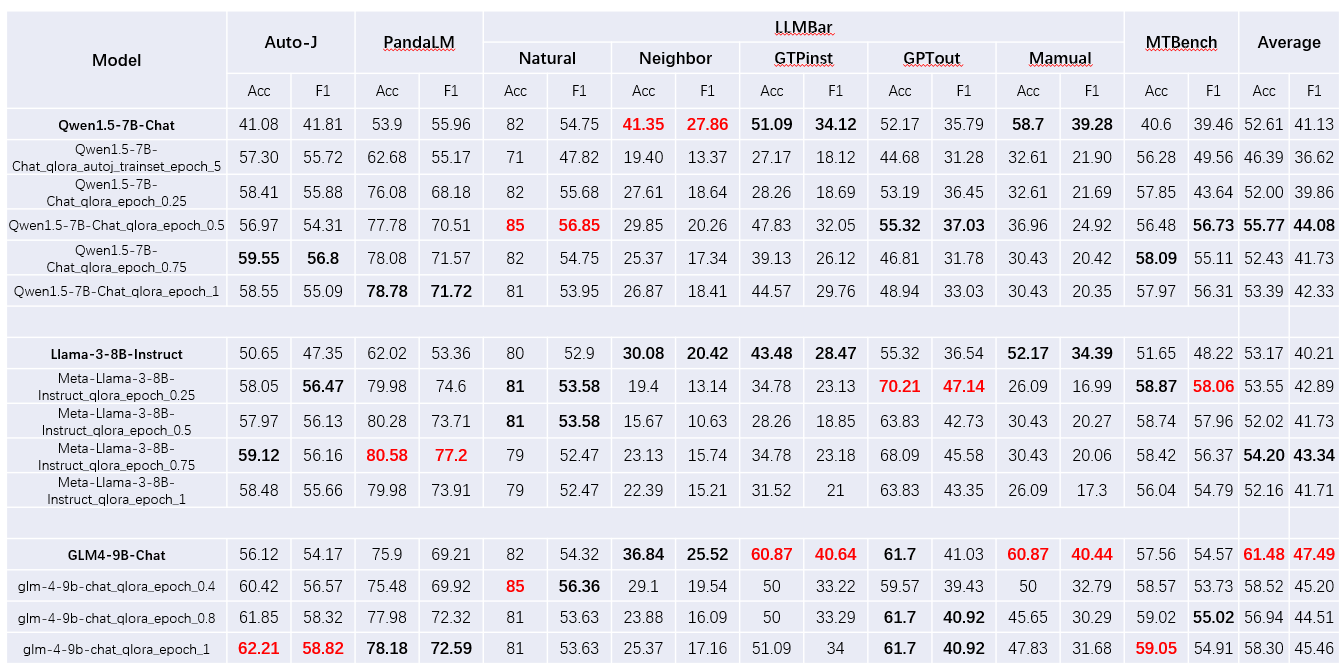 Model Auto-J PandaLM LLMBar MTBench Average
Natural Neighbor GTPinst GPTout Mamual
Acc F1 Acc F1 Acc F1 Acc F1 Acc F1 Acc F1 Acc F1 Acc F1 Acc F1
Qwen1.5-7B-Chat 41.08 41.81 53.9 55.96 82 54.75 41.35 27.86 51.09 34.12 52.17 35.79 58.7 39.28 40.6 39.46 52.61 41.13
Qwen1.5-7B-
Chat_qlora_autoj_trainset_epoch_5 57.30 55.72 62.68 55.17 71 47.82 19.40 13.37 27.17 18.12 44.68 31.28 32.61 21.90 56.28 49.56 46.39 36.62
Qwen1.5-7B-
Chat_qlora_epoch_0.25 58.41 55.88 76.08 68.18 82 55.68 27.61 18.64 28.26 18.69 53.19 36.45 32.61 21.69 57.85 43.64 52.00 39.86
Qwen1.5-7B-Chat_qlora_epoch_0.5 56.97 54.31 77.78 70.51 85 56.85 29.85 20.26 47.83 32.05 55.32 37.03 36.96 24.92 56.48 56.73 55.77 44.08
Qwen1.5-7B-
Chat_qlora_epoch_0.75 59.55 56.8 78.08 71.57 82 54.75 25.37 17.34 39.13 26.12 46.81 31.78 30.43 20.42 58.09 55.11 52.43 41.73
Qwen1.5-7B-Chat_qlora_epoch_1 58.55 55.09 78.78 71.72 81 53.95 26.87 18.41 44.57 29.76 48.94 33.03 30.43 20.35 57.97 56.31 53.39 42.33
Llama-3-8B-Instruct 50.65 47.35 62.02 53.36 80 52.9 30.08 20.42 43.48 28.47 55.32 36.54 52.17 34.39 51.65 48.22 53.17 40.21
Meta-Llama-3-8B-
Instruct_qlora_epoch_0.25 58.05 56.47 79.98 74.6 81 53.58 19.4 13.14 34.78 23.13 70.21 47.14 26.09 16.99 58.87 58.06 53.55 42.89
Meta-Llama-3-8B-
Instruct_qlora_epoch_0.5 57.97 56.13 80.28 73.71 81 53.58 15.67 10.63 28.26 18.85 63.83 42.73 30.43 20.27 58.74 57.96 52.02 41.73
Meta-Llama-3-8B-
Instruct_qlora_epoch_0.75 59.12 56.16 80.58 77.2 79 52.47 23.13 15.74 34.78 23.18 68.09 45.58 30.43 20.06 58.42 56.37 54.20 43.34
Meta-Llama-3-8B-
Instruct_qlora_epoch_1 58.48 55.66 79.98 73.91 79 52.47 22.39 15.21 31.52 21 63.83 43.35 26.09 17.3 56.04 54.79 52.16 41.71
GLM4-9B-Chat 56.12 54.17 75.9 69.21 82 54.32 36.84 25.52 60.87 40.64 61.7 41.03 60.87 40.44 57.56 54.57 61.48 47.49
glm-4-9b-chat_qlora_epoch_0.4 60.42 56.57 75.48 69.92 85 56.36 29.1 19.54 50 33.22 59.57 39.43 50 32.79 58.57 53.73 58.52 45.20
glm-4-9b-chat_qlora_epoch_0.8 61.85 58.32 77.98 72.32 81 53.63 23.88 16.09 50 33.29 61.7 40.92 45.65 30.29 59.02 55.02 56.94 44.51
glm-4-9b-chat_qlora_epoch_1 62.21 58.82 78.18 72.59 81 53.63 25.37 17.16 51.09 34 61.7 40.92 47.83 31.68 59.05 54.91 58.30 45.46